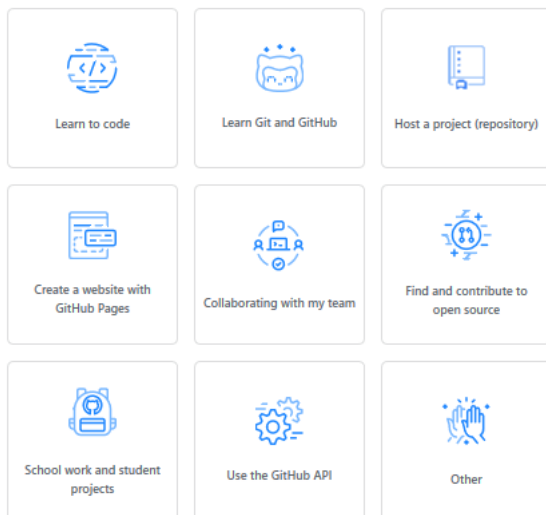 Learn to code
Learn Git and GitHub
Host a project (repository)
Create a website with
GitHub Pages
Collaborating with my team
Find and contribute to
open source
School work and student
projects
Use the GitHub API
Other